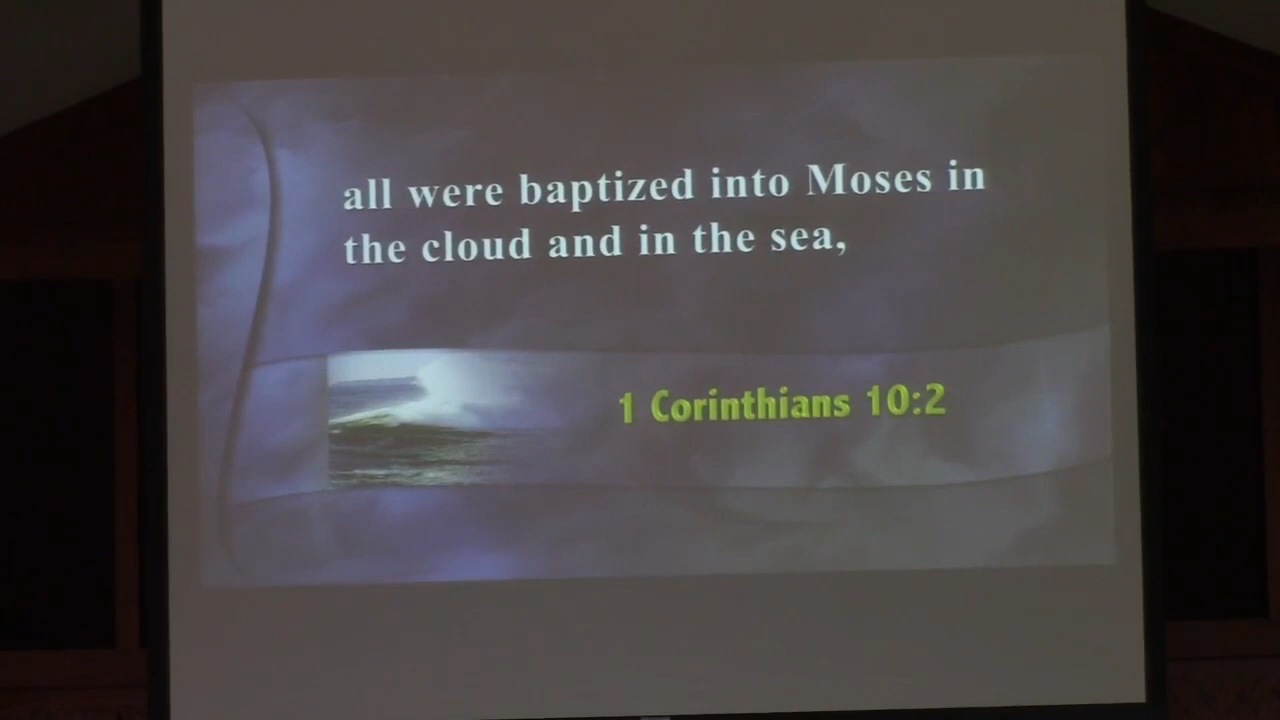 all were baptized into Moses in
the cloud and in the sea,
1 Corinthians 10:2